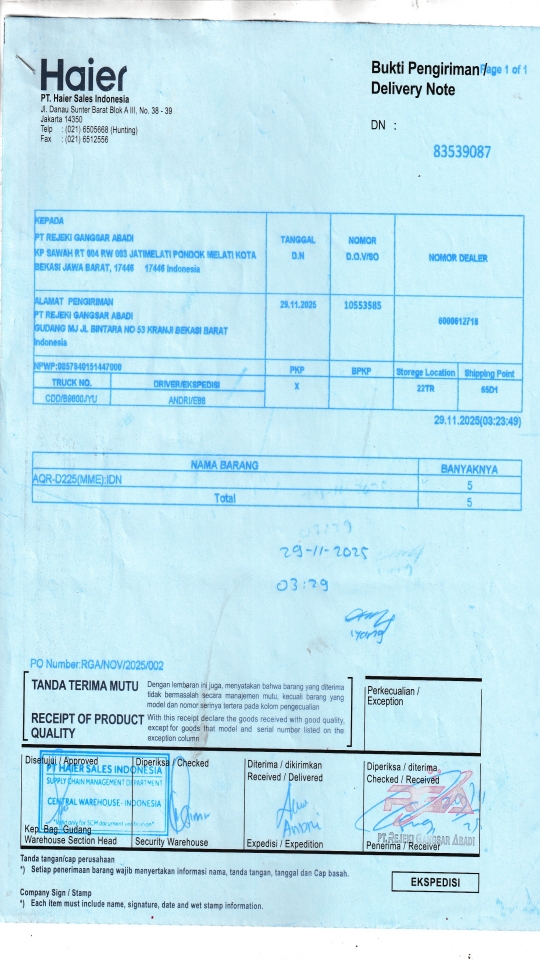 Haier
PT. Haier Sales Indonesia
Jl. Danau Sunter Barat Blok A III, No. 38 - 39
Jakarta 14350
Telp : (021) 6505668 (Hunting)
Fax : (021) 6512556
Bukti Pengiriman/
Page 1 of 1
Delivery Note
DN :
83539087
KEPADA
PT REJEKI GANGSAR ABADI
KP SAWAH RT 004 RW 003 JATIMELATI PONDOK MELATI KOTA
BEKASI JAWA BARAT, 17446 17446 Indonesia
TANGGAL
D.N
NOMOR
D.O.V/SO
NOMOR DEALER
ALAMAT PENGIRIMAN
PT REJEKI GANGSAR ABADI
GUDANG MJ JL BINTARA NO 53 KRANJI BEKASI BARAT
Indonesia
29.11.2025
10553585
6000612718
NPWP:0857840151447000
PKP
BPKP
Storege Location
Shipping Point
TRUCK NO.
DRIVER/EKSPEDISI
X
22TR
65D1
CDD/B9600JYU
ANDRI/E86
29.11.2025(03:23:49)
NAMA BARANG
BANYAKNYA
AQR-D225(MME):IDN
5
Total
5
29-11-2025
03:29
PO Number:RGA/NOV/2025/002
TANDA TERIMA MUTU
Dengan lembaran ini juga, menyatakan bahwa barang yang diterima
tidak bermasalah secara manajemen mutu, kecuali barang yang
model dan nomor serinya tertera pada kolom pengecualian
RECEIPT OF PRODUCT
QUALITY
With this receipt declare the goods received with good quality,
except for goods that model and serial number listed on the
exception column
Perkecualian /
Exception
Disetujui / Approved
PT HAIER SALES INDONESIA
SUPPLY CHAIN MANAGEMENT DEPARTMENT
CENTRAL WAREHOUSE- INDONESIA
Kep. Bag. Gudang
Warehouse Section Head
Diperiksa / Checked
Security Warehouse
Diterima / dikirimkan
Received / Delivered
Andri
Expedisi / Expedition
Diperiksa / diterima
Checked / Received
PT.REJEKI GANGSAR ABADI
Penerima / Receiver
Tanda tangan/cap perusahaan
*) Setiap penerimaan barang wajib menyertakan informasi nama, tanda tangan, tanggal dan Cap basah.
EKSPEDISI
Company Sign / Stamp
*) Each item must include name, signature, date and wet stamp information.